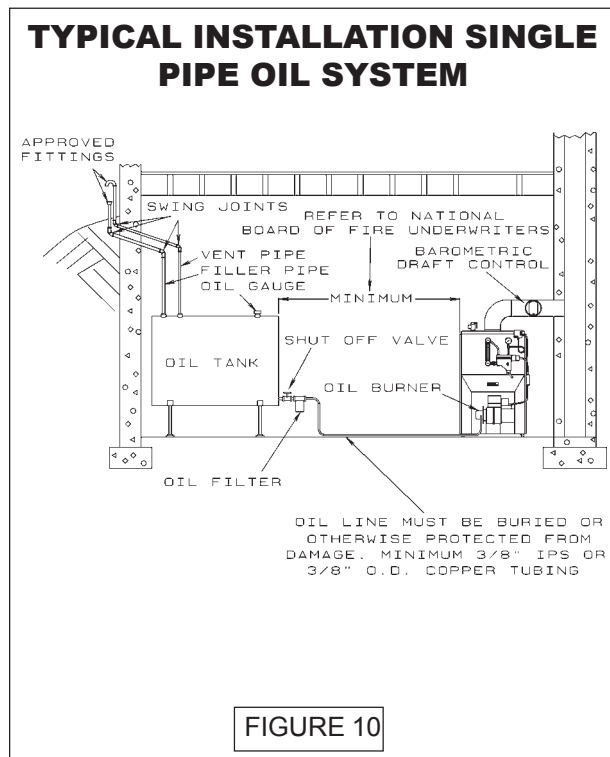 TYPICAL INSTALLATION SINGLE
PIPE OIL SYSTEM
APPROVED
FITTINGS
SWING JOINTS
REFER TO NATIONAL
BOARD OF FIRE UNDERWRITERS
VENT PIPE
FILLER PIPE
OIL GAUGE
BAROMETRIC
DRAFT CONTROL
MINIMUM
SHUT OFF VALVE
OIL TANK
OIL BURNER
OIL FILTER
OIL LINE MUST BE BURIED OR
OTHERWISE PROTECTED FROM
DAMAGE. MINIMUM 3/8" IPS OR
3/8" O.D. COPPER TUBING
FIGURE 10